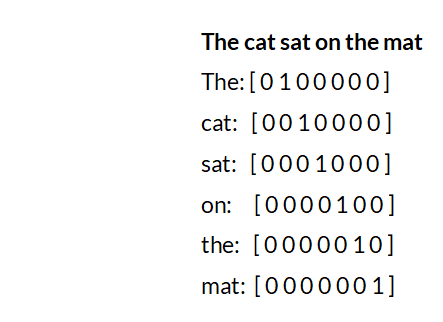 The cat sat on the mat
The: [ 0 1 0 0 0 0 0 ]
cat: [ 0 0 1 0 0 0 0 ]
sat: [ 0 0 0 1 0 0 0 ]
on: [ 0 0 0 0 1 0 0 ]
the: [ 0 0 0 0 0 1 0 ]
mat: [ 0 0 0 0 0 0 1 ]